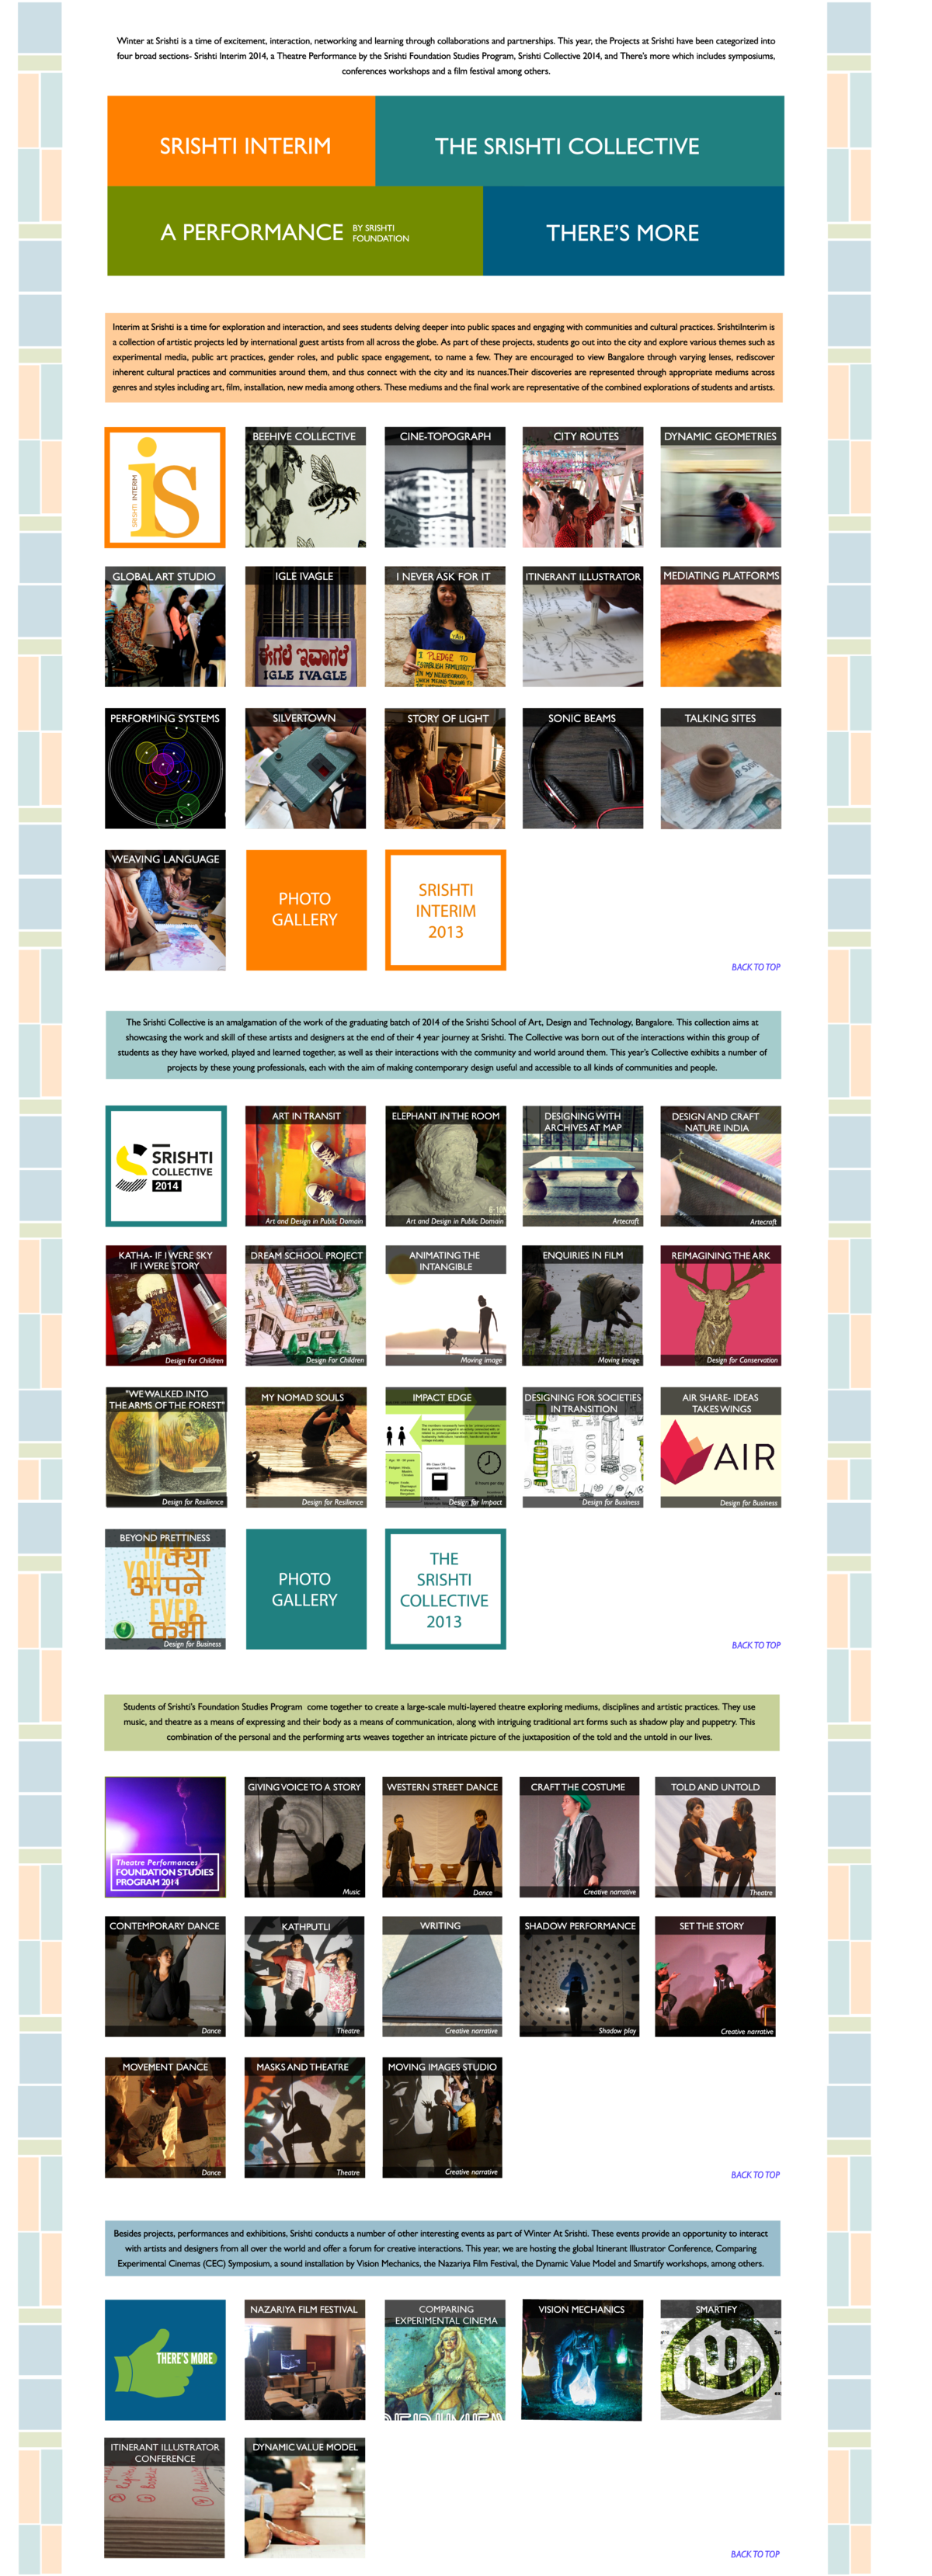 Winter at Srishti is a time of excitement, interaction, networking and learning through collaborations and partnerships. This year, the Projects at Srishti have been categorized into
four broad sections- Srishti Interim 2014, a Theatre Performance by the Srishti Foundation Studies Program, Srishti Collective 2014, and There's more which includes symposiums,
conferences workshops and a film festival among others.
SRISHTI INTERIM
THE SRISHTI COLLECTIVE
A PERFORMANCE BY SRISHTI
FOUNDATION
THERE'S MORE
Interim at Srishti is a time for exploration and interaction, and sees students delving deeper into public spaces and engaging with communities and cultural practices. SrishtiInterim is
a collection of artistic projects led by international guest artists from all across the globe. As part of these projects, students go out into the city and explore various themes such as
experimental media, public art practices, gender roles, and public space engagement, to name a few. They are encouraged to view Bangalore through varying lenses, rediscover
inherent cultural practices and communities around them, and thus connect with the city and its nuances.Their discoveries are represented through appropriate mediums across
genres and styles including art, film, installation, new media among others. These mediums and the final work are representative of the combined explorations of students and artists.
is
SRISHTI INTERIM
BEEHIVE COLLECTIVE
CINE-TOPOGRAPH
CITY ROUTES
DYNAMIC GEOMETRIES
GLOBAL ART STUDIO
IGLE IVAGLE
ಈಗಲೆ ಇವಾಗಲೆ
IGLE IVAGLE
I NEVER ASK FOR IT
I PLEDGE TO
ESTABLISH FAMILIARITY
IN MY NEIGHBORHOOD,
WHICH MEANS TALKING TO
ITINERANT ILLUSTRATOR
MEDIATING PLATFORMS
PERFORMING SYSTEMS
SILVERTOWN
STORY OF LIGHT
SONIC BEAMS
TALKING SITES
WEAVING LANGUAGE
PHOTO
GALLERY
SRISHTI
INTERIM
2013
BACK TO TOP
The Srishti Collective is an amalgamation of the work of the graduating batch of 2014 of the Srishti School of Art, Design and Technology, Bangalore. This collection aims at
showcasing the work and skill of these artists and designers at the end of their 4 year journey at Srishti. The Collective was born out of the interactions within this group of
students as they have worked, played and learned together, as well as their interactions with the community and world around them. This year's Collective exhibits a number of
projects by these young professionals, each with the aim of making contemporary design useful and accessible to all kinds of communities and people.
SRISHTI
COLLECTIVE
2014
ART IN TRANSIT
Art and Design in Public Domain
ELEPHANT IN THE ROOM
Art and Design in Public Domain
DESIGNING WITH
ARCHIVES AT MAP
Artecraft
DESIGN AND CRAFT
NATURE INDIA
Artecraft
KATHA- IF I WERE SKY
IF I WERE STORY
Design For Children
DREAM SCHOOL PROJECT
Design For Children
ANIMATING THE
INTANGIBLE
Moving image
ENQUIRIES IN FILM
Moving image
REIMAGINING THE ARK
Design for Conservation
"WE WALKED INTO
THE ARMS OF THE FOREST"
Design for Resilience
MY NOMAD SOULS
Design for Resilience
IMPACT EDGE
Design for Impact
DESIGNING FOR SOCIETIES
IN TRANSITION
Design for Business
AIR SHARE- IDEAS
TAKES WINGS
AIR
Design for Business
BEYOND PRETTINESS
HAVE
क्या
YOU
आपने
EVER
कभी
Design for Business
PHOTO
GALLERY
THE
SRISHTI
COLLECTIVE
2013
BACK TO TOP
Students of Srishti's Foundation Studies Program come together to create a large-scale multi-layered theatre exploring mediums, disciplines and artistic practices. They use
music, and theatre as a means of expressing and their body as a means of communication, along with intriguing traditional art forms such as shadow play and puppetry. This
combination of the personal and the performing arts weaves together an intricate picture of the juxtaposition of the told and the untold in our lives.
Theatre Performances
FOUNDATION STUDIES
PROGRAM 2014
GIVING VOICE TO A STORY
Music
WESTERN STREET DANCE
Dance
CRAFT THE COSTUME
Creative narrative
TOLD AND UNTOLD
Theatre
CONTEMPORARY DANCE
Dance
KATHPUTLI
Theatre
WRITING
Creative narrative
SHADOW PERFORMANCE
Shadow play
SET THE STORY
Creative narrative
MOVEMENT DANCE
Dance
MASKS AND THEATRE
Theatre
MOVING IMAGES STUDIO
Creative narrative
BACK TO TOP
Besides projects, performances and exhibitions, Srishti conducts a number of other interesting events as part of Winter At Srishti. These events provide an opportunity to interact
with artists and designers from all over the world and offer a forum for creative interactions. This year, we are hosting the global Itinerant Illustrator Conference, Comparing
Experimental Cinemas (CEC) Symposium, a sound installation by Vision Mechanics, the Nazariya Film Festival, the Dynamic Value Model and Smartify workshops, among others.
THERE'S MORE
NAZARIYA FILM FESTIVAL
COMPARING
EXPERIMENTAL CINEMA
VISION MECHANICS
SMARTIFY
ITINERANT ILLUSTRATOR
CONFERENCE
DYNAMIC VALUE MODEL
BACK TO TOP